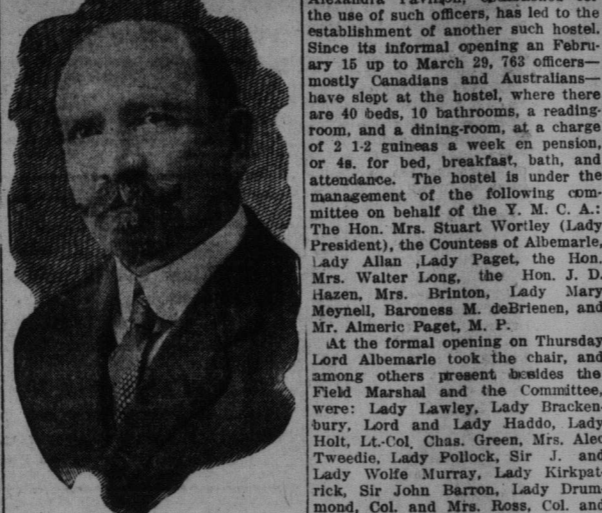 Alexandra Pavilion,
the use of such officers, has led to the
establishment of another such hostel.
Since its informal opening an Febru-
ary 15 up to March 29, 763 officers—
mostly Canadians and Australians—
have slept at the hostel, where there
are 40 beds, 10 bathrooms, a reading-
room, and a dining-room, at a charge
of 2 1-2 guineas a week en pension,
or 4s. for bed, breakfast, bath, and
attendance. The hostel is under the
management of the following com-
mittee on behalf of the Y. M. C. A.:
The Hon. Mrs. Stuart Wortley (Lady
President), the Countess of Albemarle,
Lady Allan ,Lady Paget, the Hon.
Mrs. Walter Long, the Hon. J. D.
Hazen, Mrs. Brinton, Lady Mary
Meynell, Baroness M. deBrienen, and
Mr. Almeric Paget, M. P.
At the formal opening on Thursday
Lord Albemarle took the chair, and
among others present besides the
Field Marshal and the Committee,
were: Lady Lawley, Lady Bracken-
bury, Lord and Lady Haddo, Lady
Holt, Lt.-Col. Chas. Green, Mrs. Alec
Tweedie, Lady Pollock, Sir J. and
Lady Wolfe Murray, Lady Kirkpat-
rick, Sir John Barron, Lady Drum-
mond, Col. and Mrs. Ross, Col. and